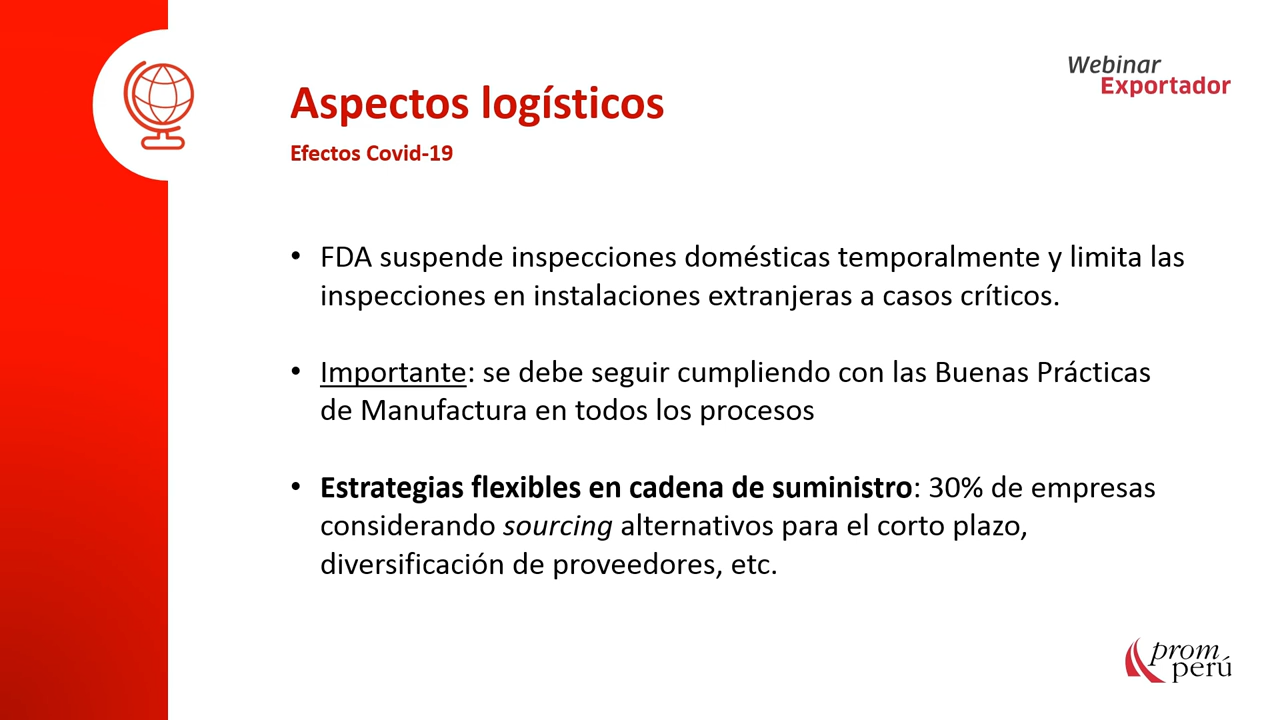 Webinar
Exportador
Aspectos logísticos
Efectos Covid-19
• FDA suspende inspecciones domésticas temporalmente y limita las
inspecciones en instalaciones extranjeras a casos críticos.
• Importante: se debe seguir cumpliendo con las Buenas Prácticas
de Manufactura en todos los procesos
• Estrategias flexibles en cadena de suministro: 30% de empresas
considerando sourcing alternativos para el corto plazo,
diversificación de proveedores, etc.
prom
perú